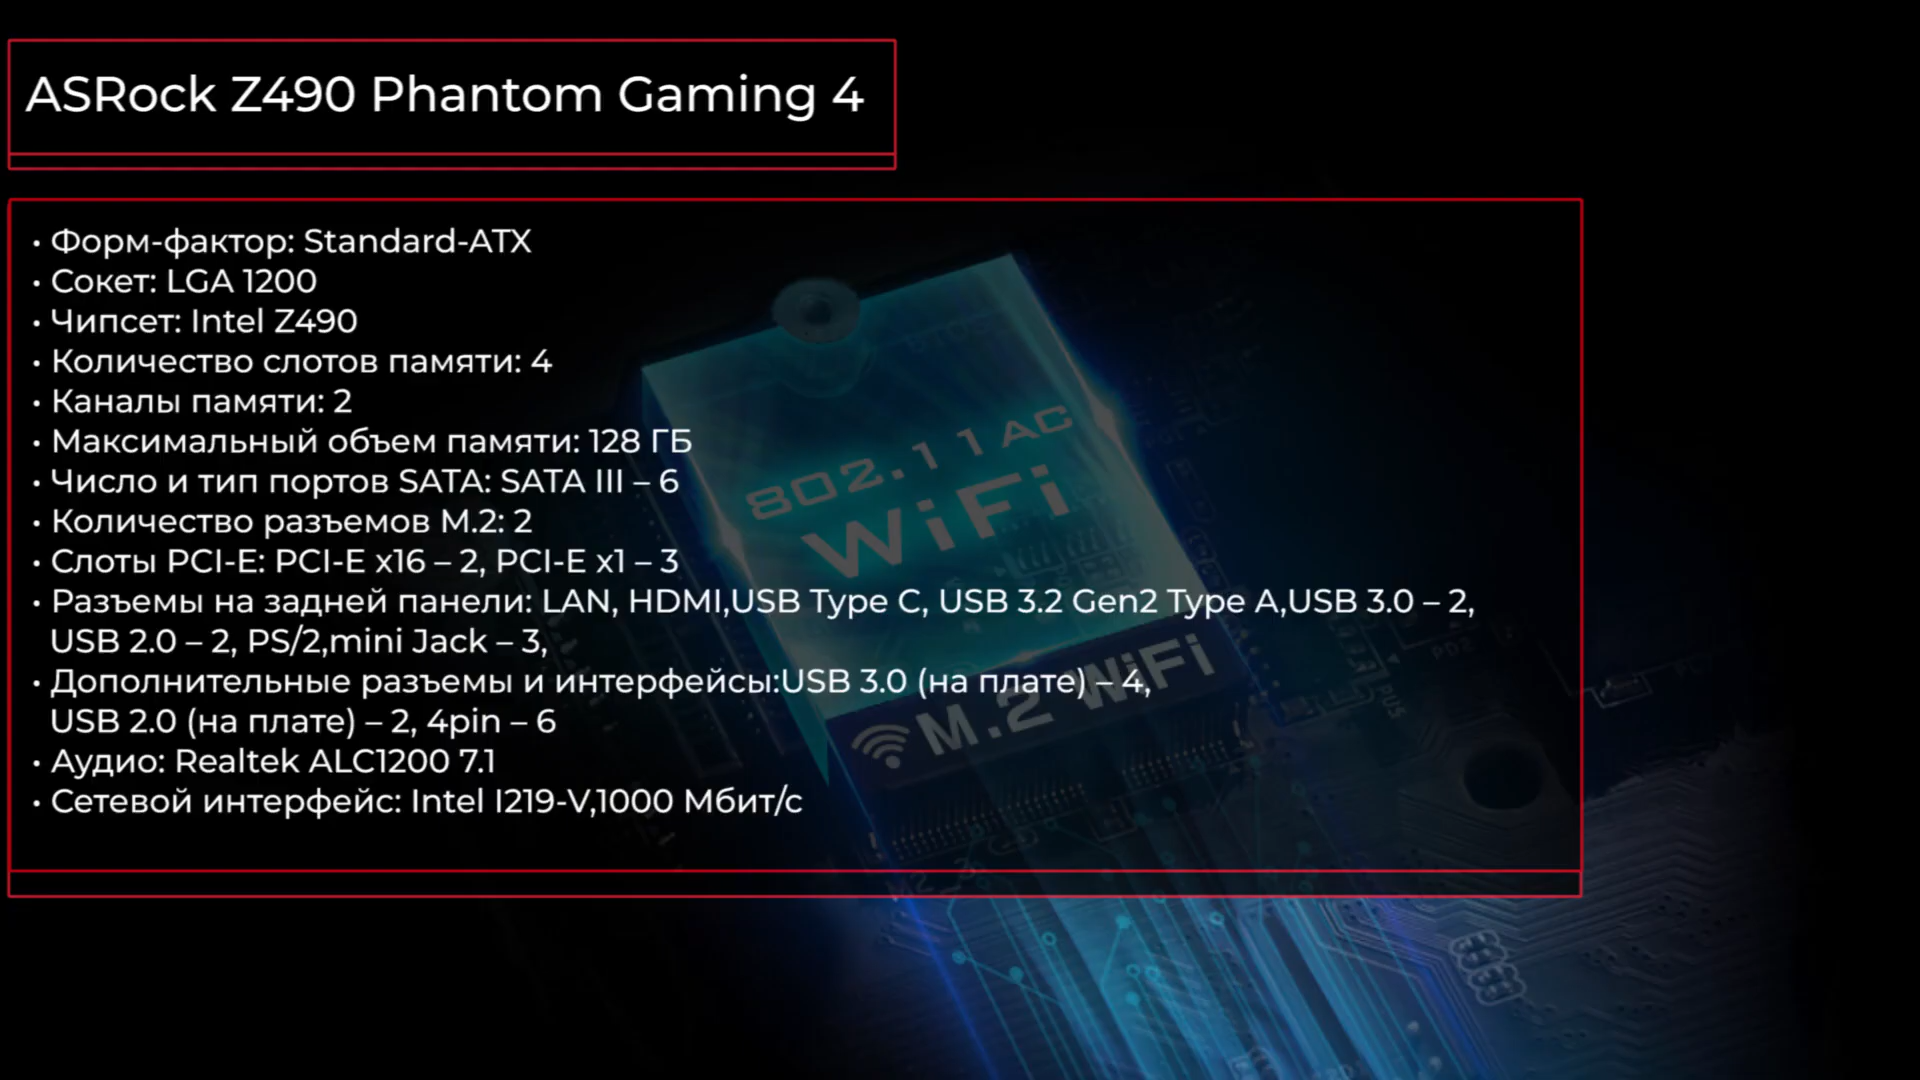 ASRock Z490 Phantom Gaming 4
• Форм-фактор: Standard-ATX
• Сокет: LGA 1200
• Чипсет: Intel Z490
• Количество слотов памяти: 4
• Каналы памяти: 2
• Максимальный объем памяти: 128 ГБ
• Число и тип портов SATA: SATA III – 6
• Количество разъемов M.2: 2
• Слоты PCI-E: PCI-E x16 – 2, PCI-E x1 – 3
• Разъемы на задней панели: LAN, HDMI,USB Type C, USB 3.2 Gen2 Type A,USB 3.0 – 2,
USB 2.0 – 2, PS/2,mini Jack – 3,
• Дополнительные разъемы и интерфейсы:USB 3.0 (на плате) – 4,
USB 2.0 (на плате) – 2, 4pin – 6
• Аудио: Realtek ALC1200 7.1
• Сетевой интерфейс: Intel I219-V,1000 Мбит/с
802.11AC
WiFi
M.2 WiFi